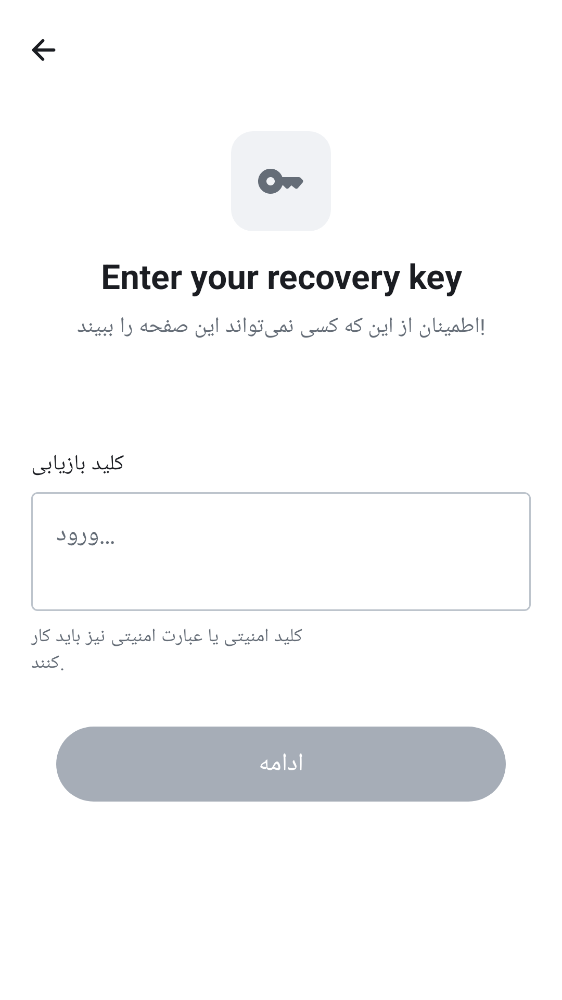 Enter your recovery key
اطمینان از این که کسی نمی‌تواند این صفحه را ببیند!
کلید بازیابی
ورود...
کلید امنیتی یا عبارت امنیتی نیز باید کار
کنند.
ادامه